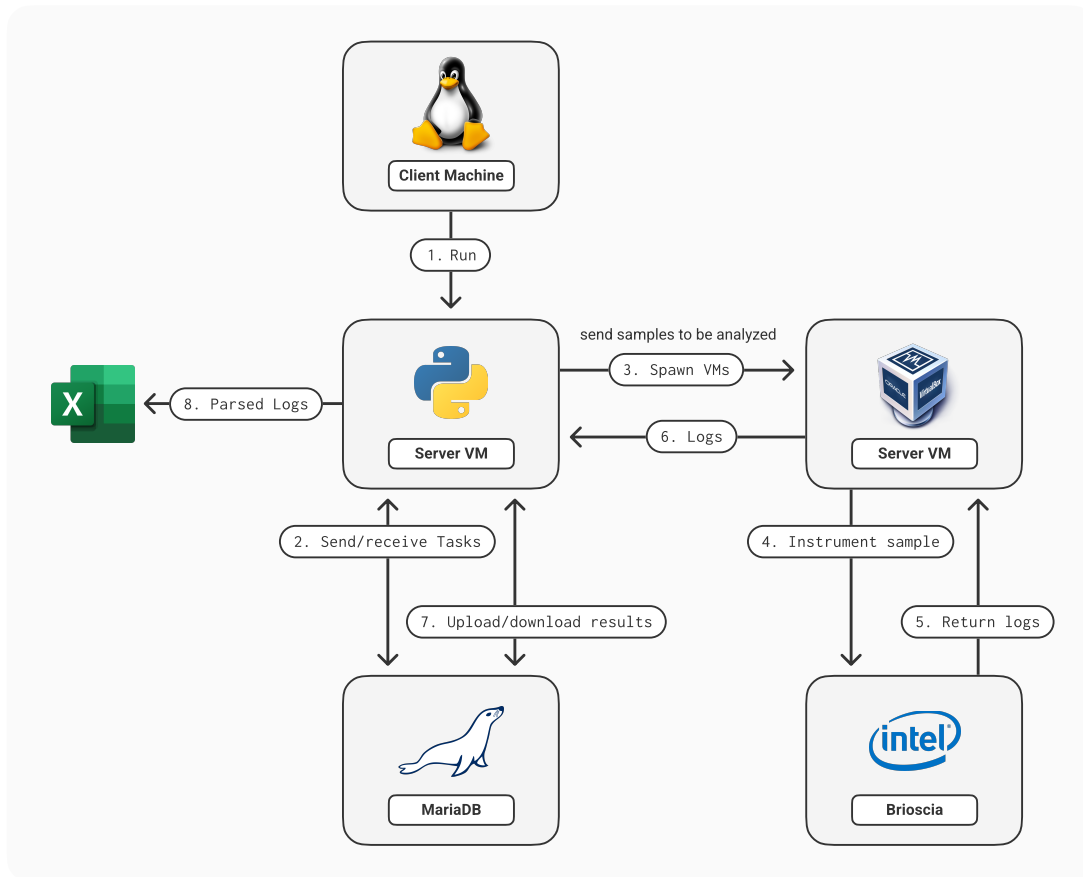 Client Machine
1. Run
send samples to be analyzed
3. Spawn VMs
X
8. Parsed Logs
ORACLE
VirtualBox
6. Logs
Server VM
Server VM
2. Send/receive Tasks
4. Instrument sample
7. Upload/download results
5. Return logs
intel
MariaDB
Brioscia